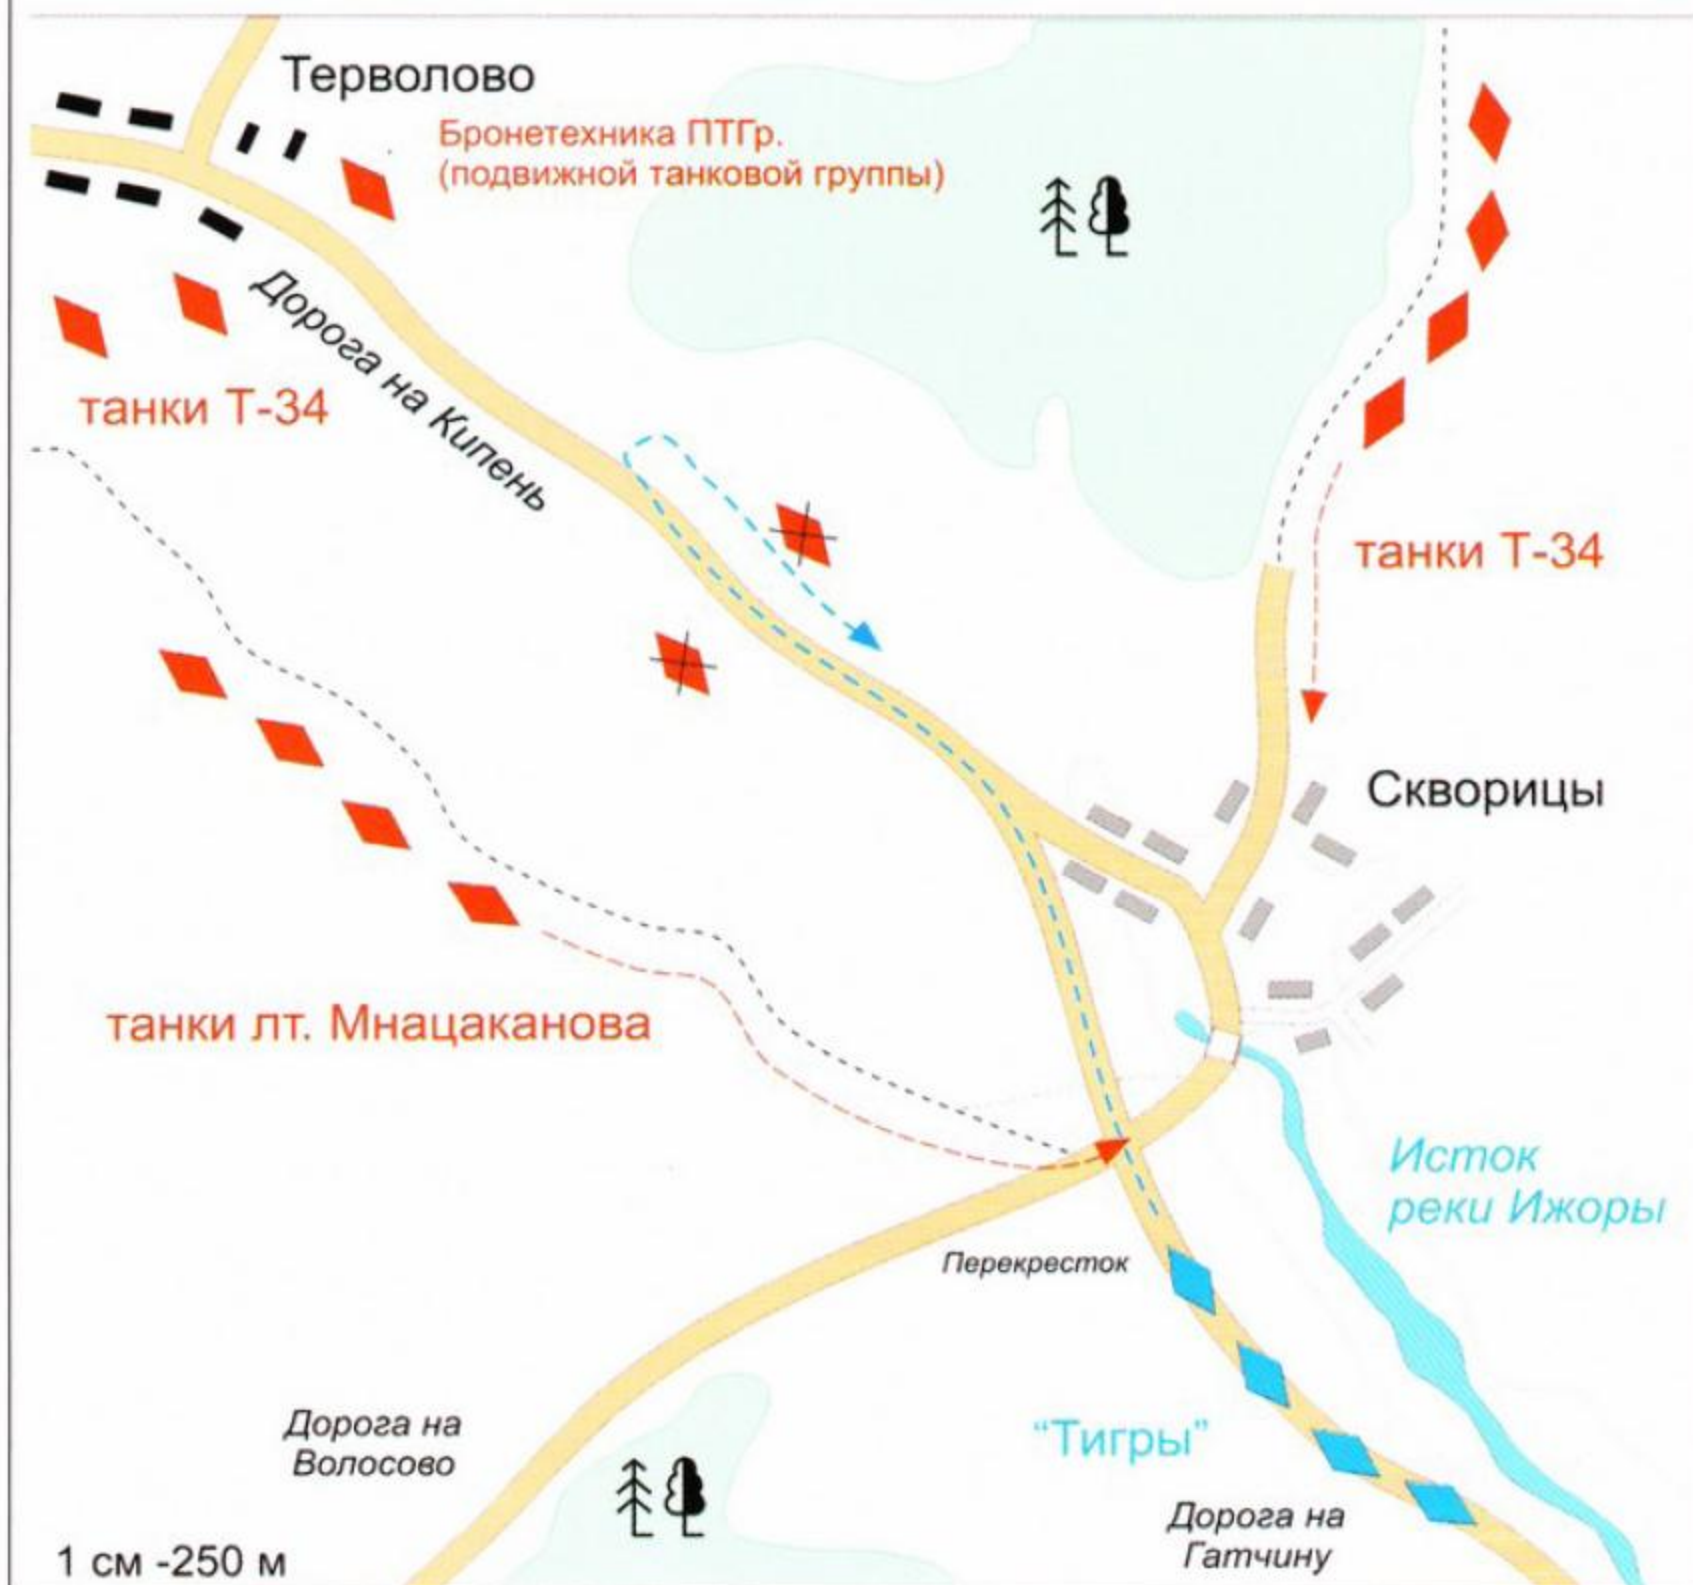 Терволово
Бронетехника ПТГр.
(подвижной танковой группы)
Дорога на Кипень
танки Т-34
танки Т-34
Скворицы
танки лт. Мнацаканова
Исток
реки Ижоры
Перекресток
Дорога на
Волосово
"Тигры"
Дорога на
Гатчину
1 см -250 м